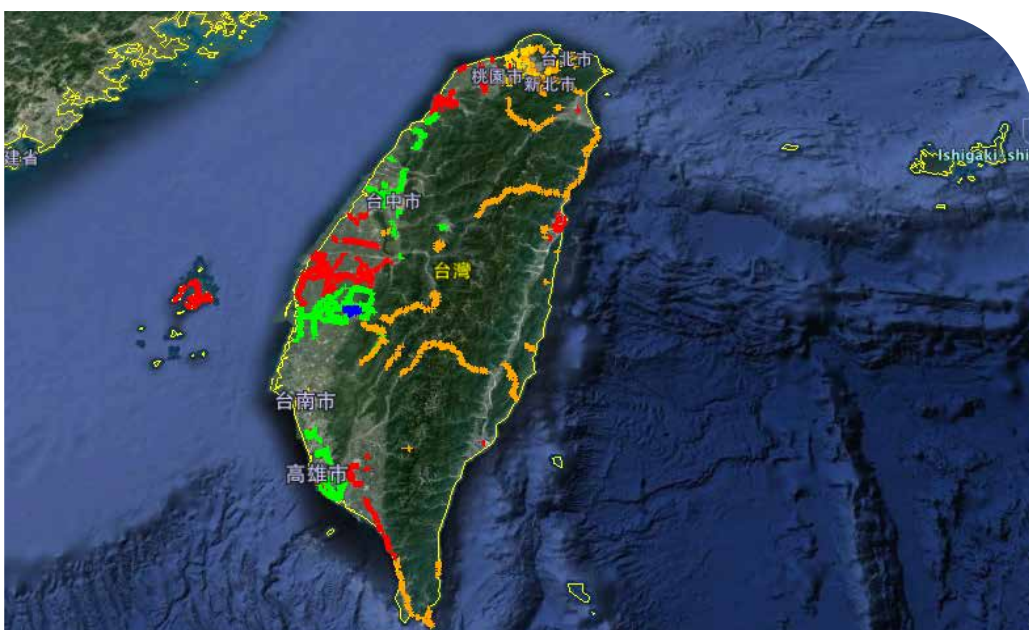 台北市
桃園市
新北市
建省
Ishigaki shi
台中市
台灣
台南市
高雄市